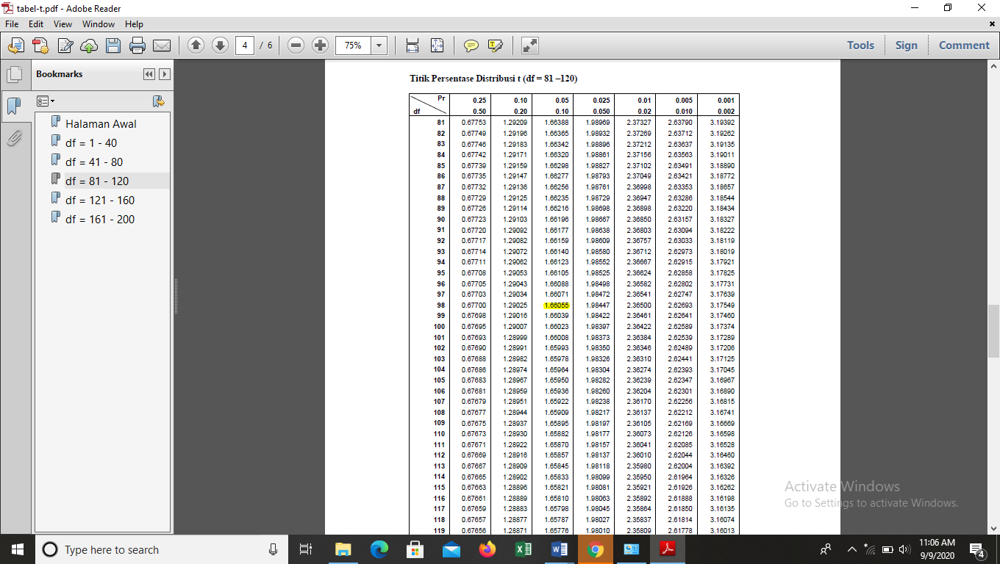 tabel-t.pdf - Adobe Reader
File Edit View Window Help
4 / 6 75% Tools Sign Comment
Bookmarks
Halaman Awal
df = 1 - 40
df = 41 - 80
df = 81 - 120
df = 121 - 160
df = 161 - 200
Titik Persentase Distribusi t (df = 81 –120)
Pr 0.25 0.10 0.05 0.025 0.01 0.005 0.001
df 0.50 0.20 0.10 0.050 0.02 0.010 0.002
81 0.67753 1.29209 1.66388 1.98969 2.37327 2.63790 3.19392
82 0.67749 1.29196 1.66365 1.98932 2.37269 2.63712 3.19262
83 0.67746 1.29183 1.66342 1.98896 2.37212 2.63637 3.19135
84 0.67742 1.29171 1.66320 1.98861 2.37156 2.63563 3.19011
85 0.67739 1.29159 1.66298 1.98827 2.37102 2.63491 3.18890
86 0.67735 1.29147 1.66277 1.98793 2.37049 2.63421 3.18772
87 0.67732 1.29136 1.66256 1.98761 2.36998 2.63353 3.18657
88 0.67729 1.29125 1.66235 1.98729 2.36947 2.63286 3.18544
89 0.67726 1.29114 1.66216 1.98698 2.36898 2.63220 3.18434
90 0.67723 1.29103 1.66196 1.98667 2.36850 2.63157 3.18327
91 0.67720 1.29092 1.66177 1.98638 2.36803 2.63094 3.18222
92 0.67717 1.29082 1.66159 1.98609 2.36757 2.63033 3.18119
93 0.67714 1.29072 1.66140 1.98580 2.36712 2.62973 3.18019
94 0.67711 1.29062 1.66123 1.98552 2.36667 2.62915 3.17921
95 0.67708 1.29053 1.66105 1.98525 2.36624 2.62858 3.17825
96 0.67705 1.29043 1.66088 1.98498 2.36582 2.62802 3.17731
97 0.67703 1.29034 1.66071 1.98472 2.36541 2.62747 3.17639
98 0.67700 1.29025 1.66055 1.98447 2.36500 2.62693 3.17549
99 0.67698 1.29016 1.66039 1.98422 2.36461 2.62641 3.17460
100 0.67695 1.29007 1.66023 1.98397 2.36422 2.62589 3.17374
101 0.67693 1.28999 1.66008 1.98373 2.36384 2.62539 3.17289
102 0.67690 1.28991 1.65993 1.98350 2.36346 2.62489 3.17206
103 0.67688 1.28982 1.65978 1.98326 2.36310 2.62441 3.17125
104 0.67686 1.28974 1.65964 1.98304 2.36274 2.62393 3.17045
105 0.67683 1.28967 1.65950 1.98282 2.36239 2.62347 3.16967
106 0.67681 1.28959 1.65936 1.98260 2.36204 2.62301 3.16890
107 0.67679 1.28951 1.65922 1.98238 2.36170 2.62256 3.16815
108 0.67677 1.28944 1.65909 1.98217 2.36137 2.62212 3.16741
109 0.67675 1.28937 1.65895 1.98197 2.36105 2.62169 3.16669
110 0.67673 1.28930 1.65882 1.98177 2.36073 2.62126 3.16598
111 0.67671 1.28922 1.65870 1.98157 2.36041 2.62085 3.16528
112 0.67669 1.28916 1.65857 1.98137 2.36010 2.62044 3.16460
113 0.67667 1.28909 1.65845 1.98118 2.35980 2.62004 3.16392
114 0.67665 1.28902 1.65833 1.98099 2.35950 2.61964 3.16326
115 0.67663 1.28896 1.65821 1.98081 2.35921 2.61926 3.16262
116 0.67661 1.28889 1.65810 1.98063 2.35892 2.61888 3.16198
117 0.67659 1.28883 1.65798 1.98045 2.35864 2.61850 3.16135
118 0.67657 1.28877 1.65787 1.98027 2.35837 2.61814 3.16074
119 0.67656 1.28871 1.65776 1.98010 2.35809 2.61778 3.16013
Activate Windows
Go to Settings to activate Windows.
Type here to search
11:06 AM
9/9/2020
4